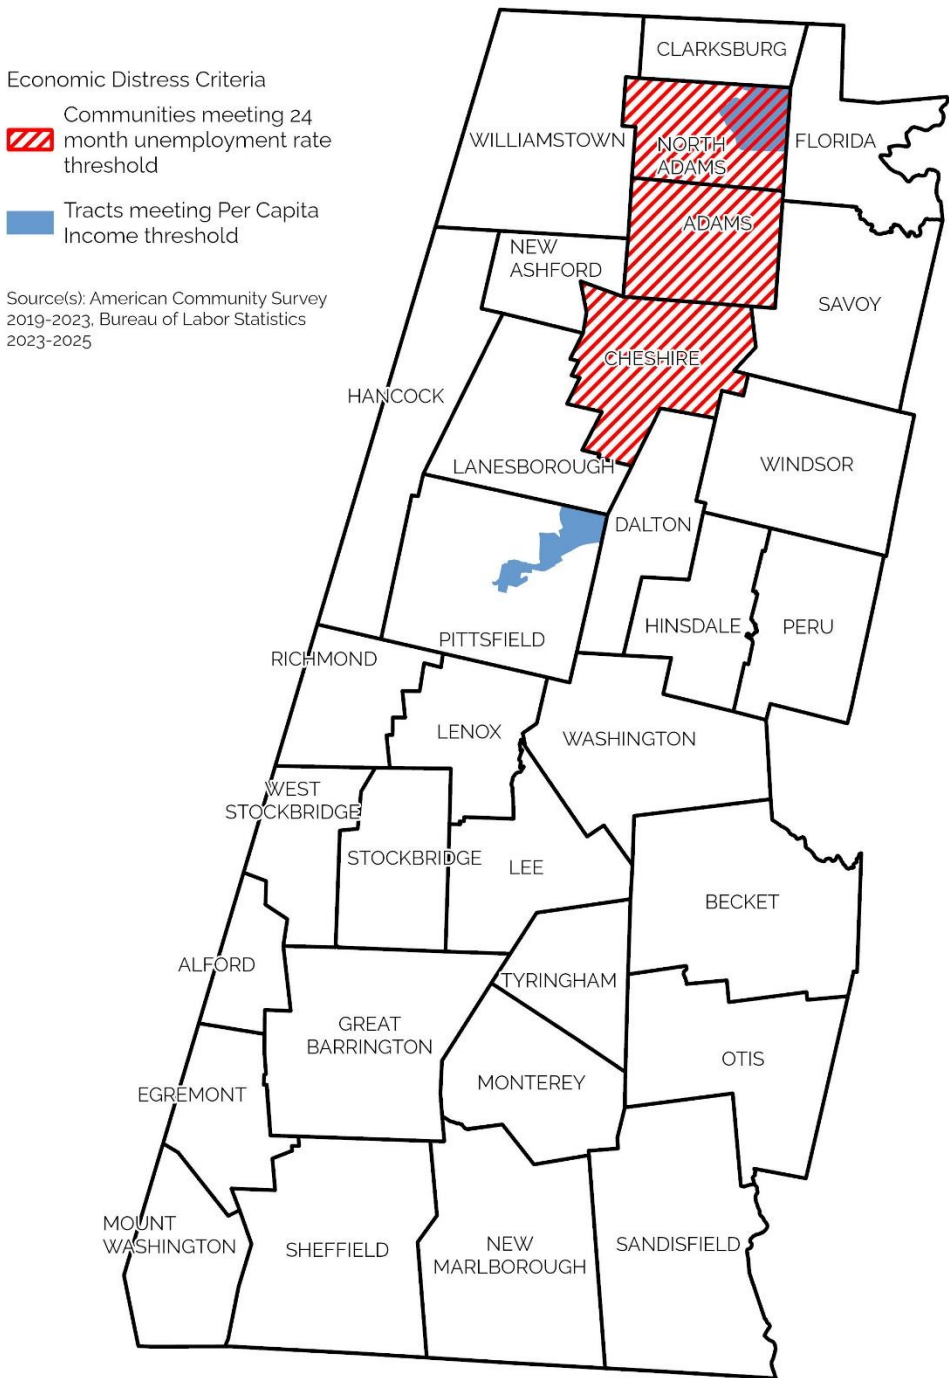 Economic Distress Criteria
Communities meeting 24
month unemployment rate
threshold
Tracts meeting Per Capita
Income threshold
Source(s): American Community Survey
2019-2023, Bureau of Labor Statistics
2023-2025
CLARKSBURG
WILLIAMSTOWN
NORTH
ADAMS
FLORIDA
ADAMS
NEW
ASHFORD
SAVOY
CHESHIRE
HANCOCK
LANESBOROUGH
WINDSOR
DALTON
PITTSFIELD
HINSDALE
PERU
RICHMOND
LENOX
WASHINGTON
WEST
STOCKBRIDGE
STOCKBRIDGE
LEE
BECKET
ALFORD
TYRINGHAM
GREAT
BARRINGTON
OTIS
EGREMONT
MONTEREY
MOUNT
WASHINGTON
SHEFFIELD
NEW
MARLBOROUGH
SANDISFIELD